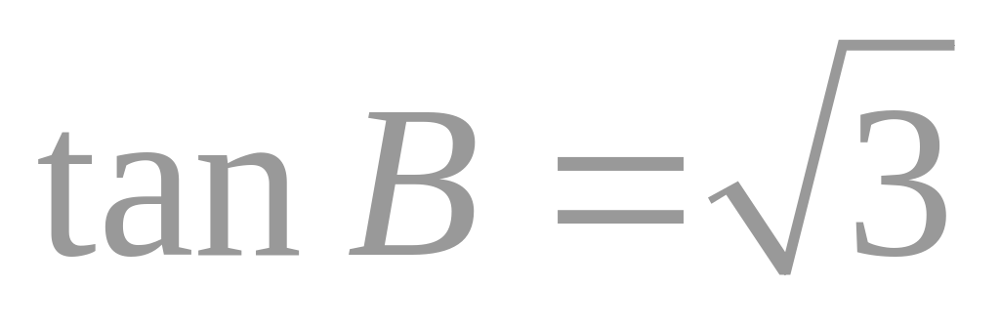 tan B = √3